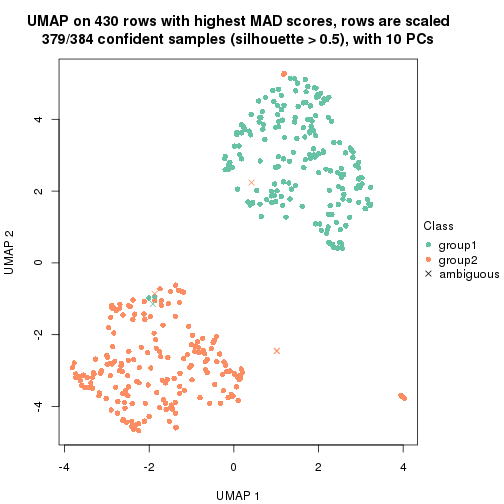 UMAP on 430 rows with highest MAD scores, rows are scaled
379/384 confident samples (silhouette > 0.5), with 10 PCs
4
2
0
-2
-4
UMAP 2
-4
-2
0
2
4
UMAP 1
Class
group1
group2
ambiguous